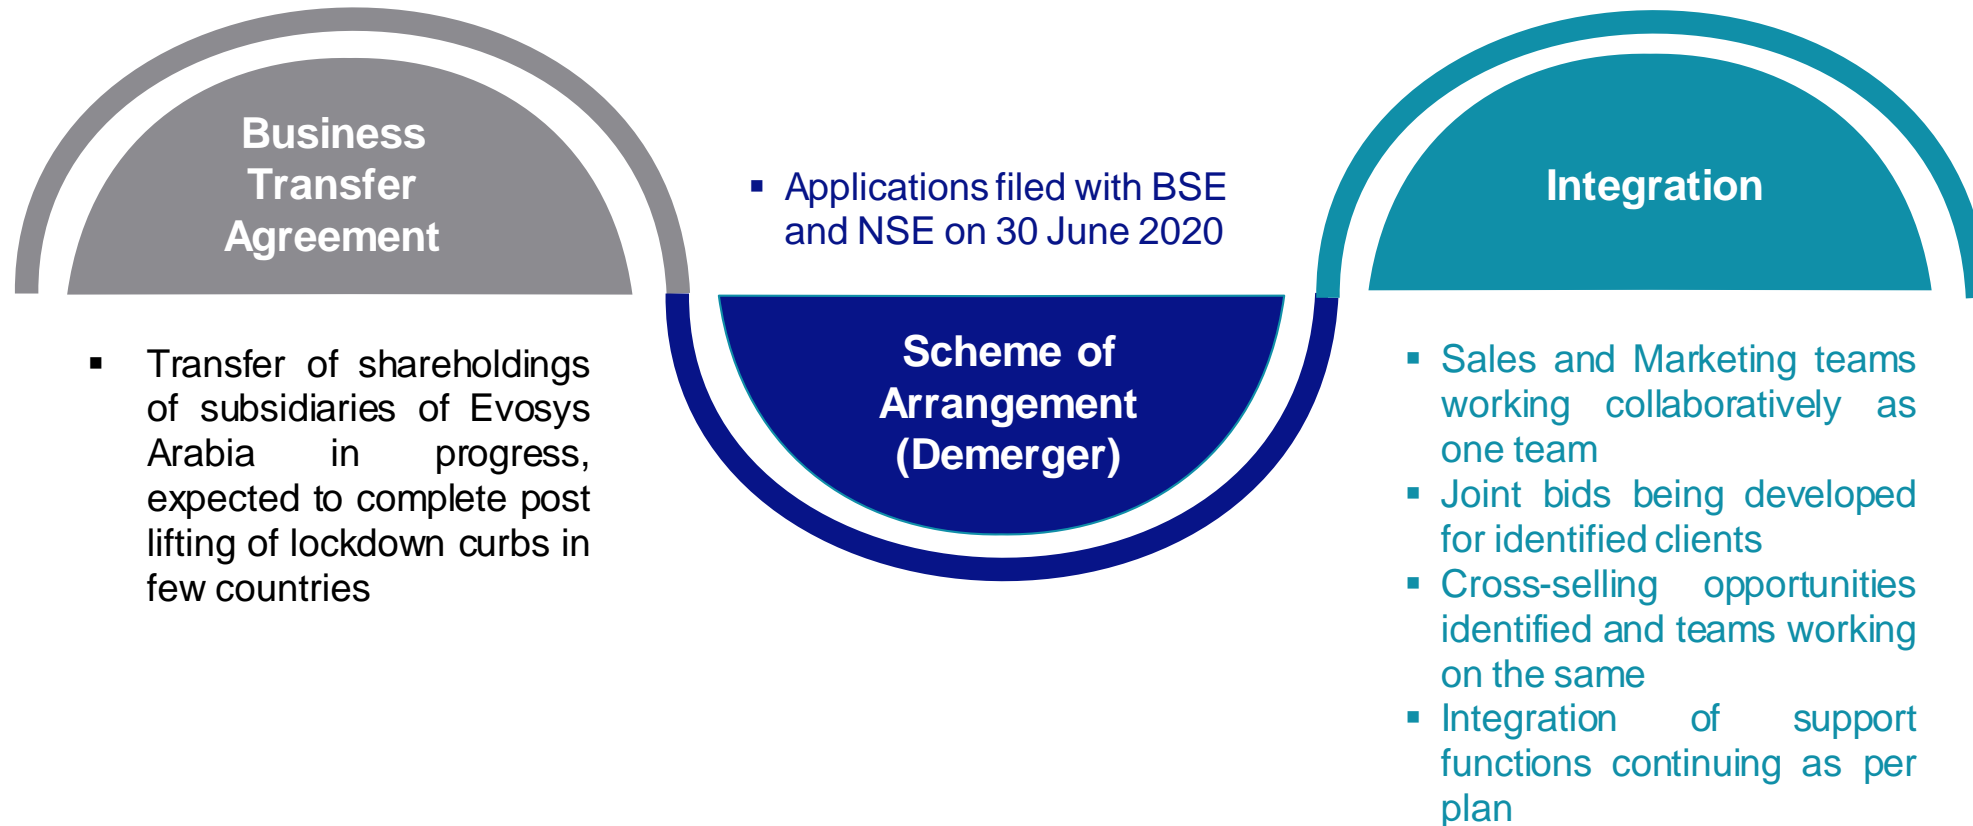 Business
Transfer
Agreement
▪ Transfer of shareholdings
of subsidiaries of Evosys
Arabia in progress,
expected to complete post
lifting of lockdown curbs in
few countries
▪ Applications filed with BSE
and NSE on 30 June 2020
Scheme of
Arrangement
(Demerger)
Integration
▪ Sales and Marketing teams
working collaboratively as
one team
▪ Joint bids being developed
for identified clients
▪ Cross-selling opportunities
identified and teams working
on the same
▪ Integration of support
functions continuing as per
plan